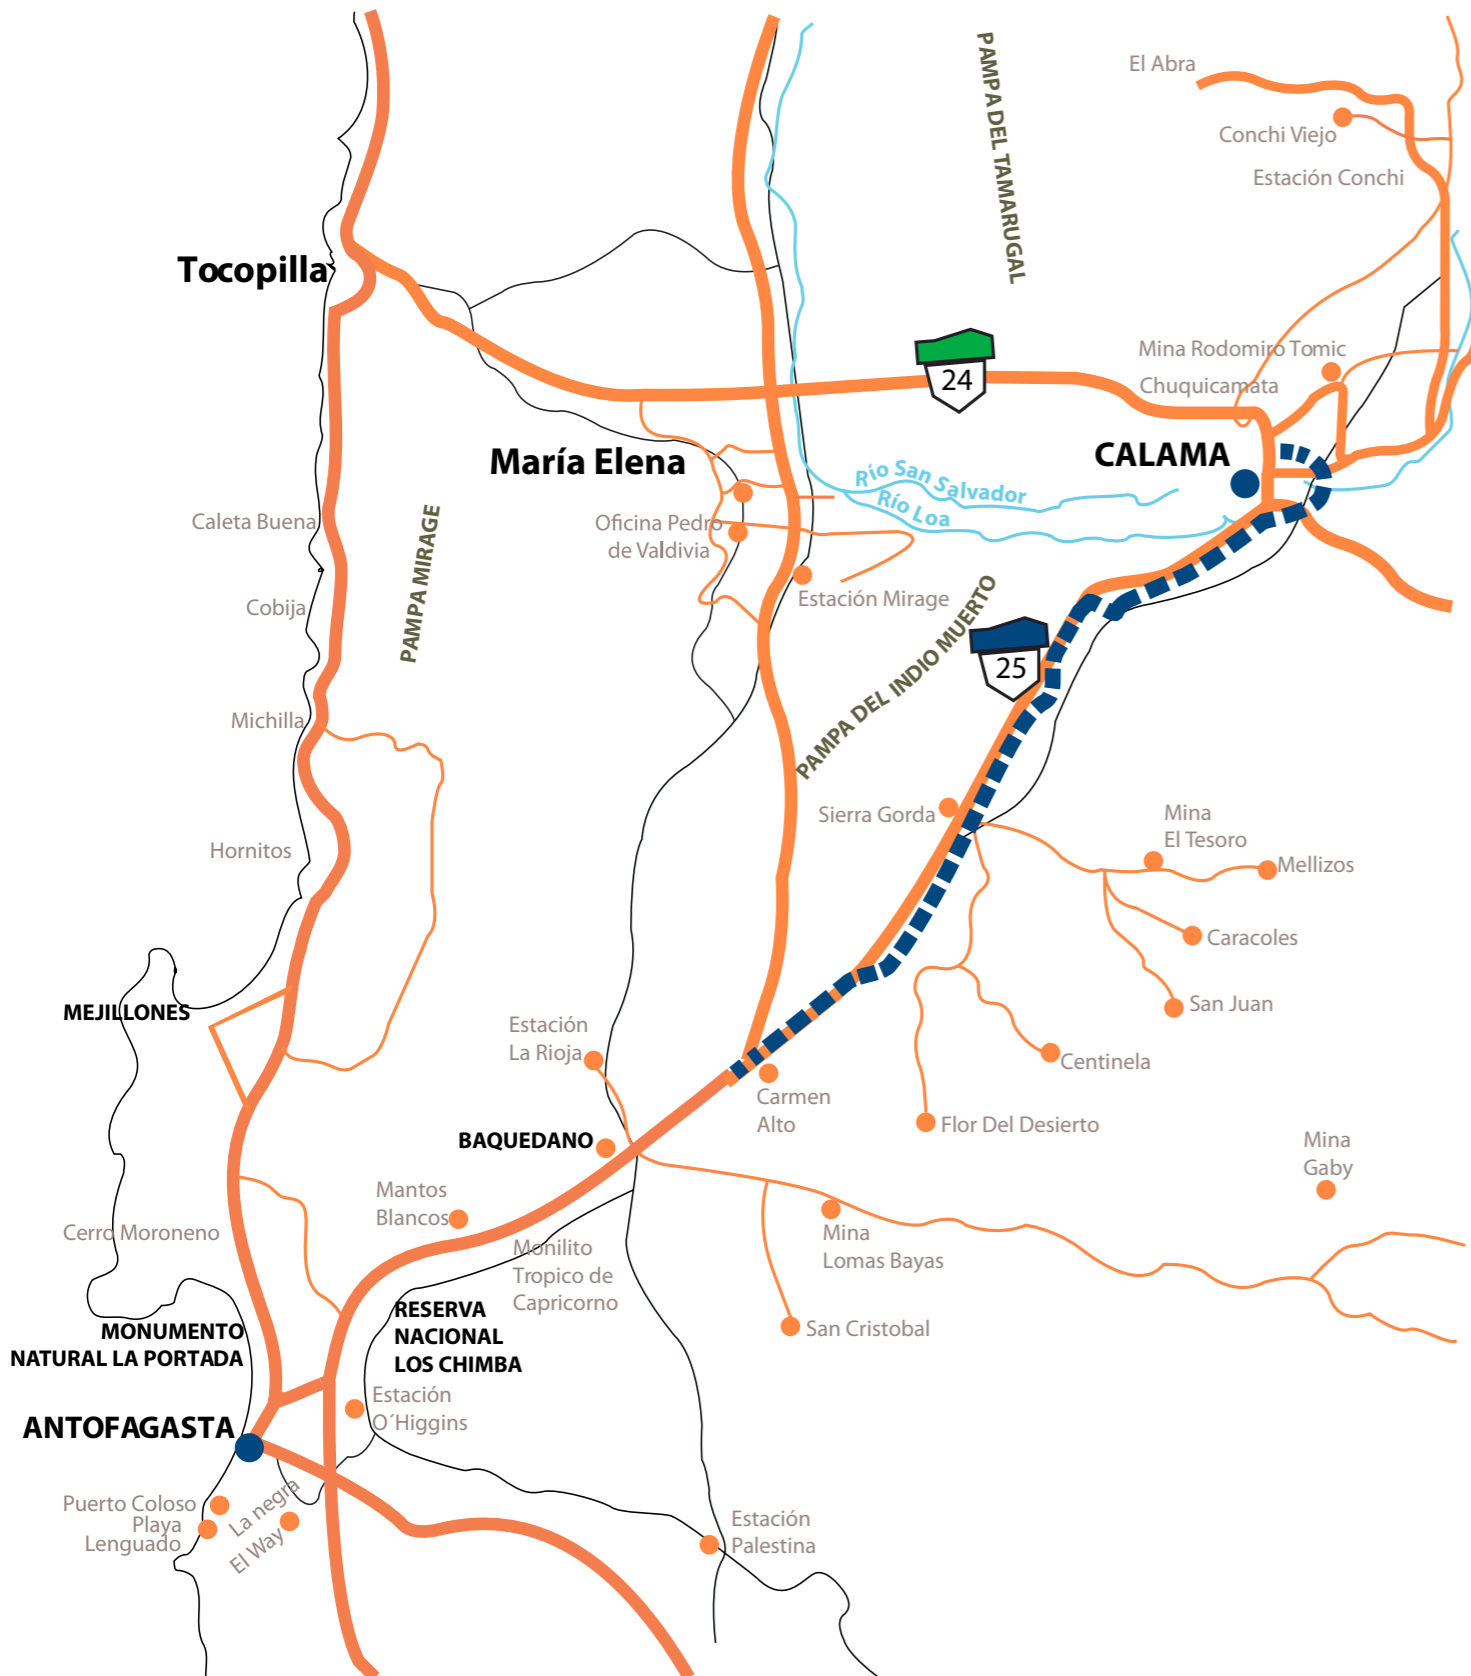 El Abra
Conchi Viejo
Estación Conchi
PAMPA DEL TAMARUGAL
Tocopilla
24
Mina Rodomiro Tomic
Chuquicamata
CALAMA
María Elena
Río San Salvador
Río Loa
Caleta Buena
Oficina Pedro
de Valdivia
PAMPA MIRAGE
Estación Mirage
Cobija
PAMPA DEL INDIO MUERTO
25
Michilla
Sierra Gorda
Mina
El Tesoro
Hornitos
Mellizos
Caracoles
San Juan
MEJILLONES
Estación
La Rioja
Centinela
Carmen
Alto
Flor Del Desierto
BAQUEDANO
Mina
Gaby
Mantos
Blancos
Cerro Moroneno
Monilito
Tropico de
Capricorno
Mina
Lomas Bayas
RESERVA
NACIONAL
LOS CHIMBA
San Cristobal
MONUMENTO
NATURAL LA PORTADA
Estación
O´Higgins
ANTOFAGASTA
Puerto Coloso
Playa
Lenguado
La negra
El Way
Estación
Palestina